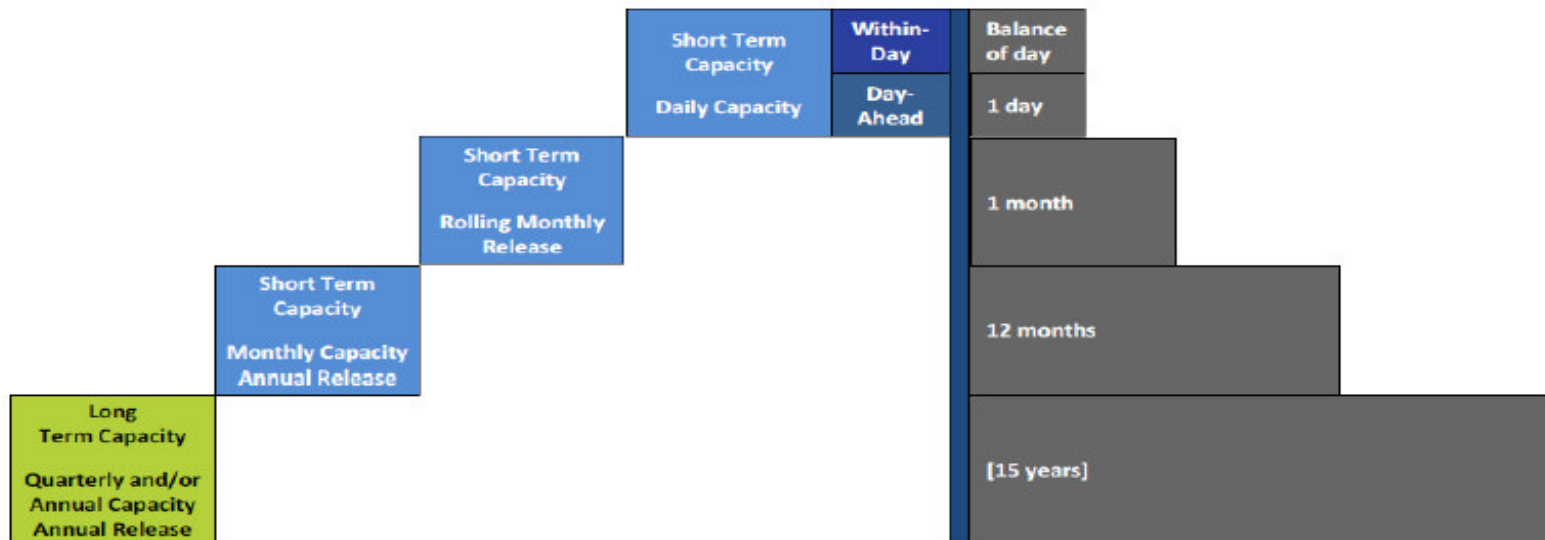 Short Term
Capacity
Daily Capacity
Within-
Day
Balance
of day
Day-
Ahead
1 day
Short Term
Capacity
Rolling Monthly
Release
1 month
Short Term
Capacity
Monthly Capacity
Annual Release
12 months
Long
Term Capacity
Quarterly and/or
Annual Capacity
Annual Release
[15 years]